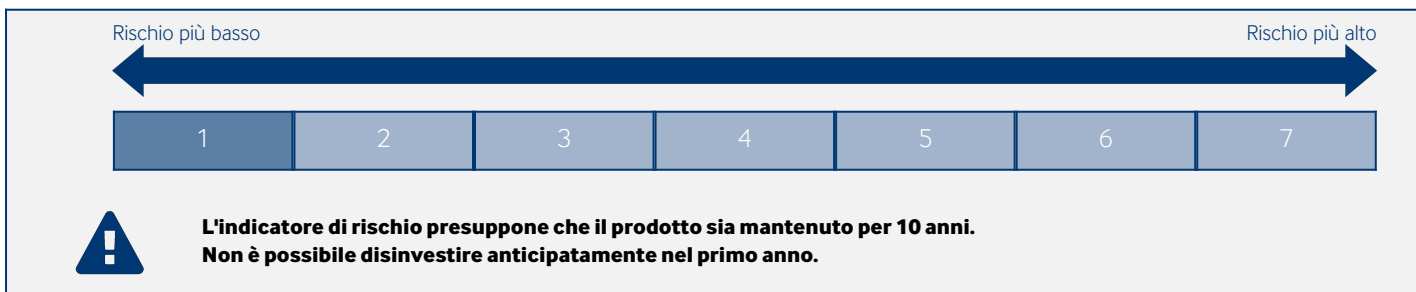 Rischio più basso Rischio più alto
1 2 3 4 5 6 7
L'indicatore di rischio presuppone che il prodotto sia mantenuto per 10 anni.
Non è possibile disinvestire anticipatamente nel primo anno.